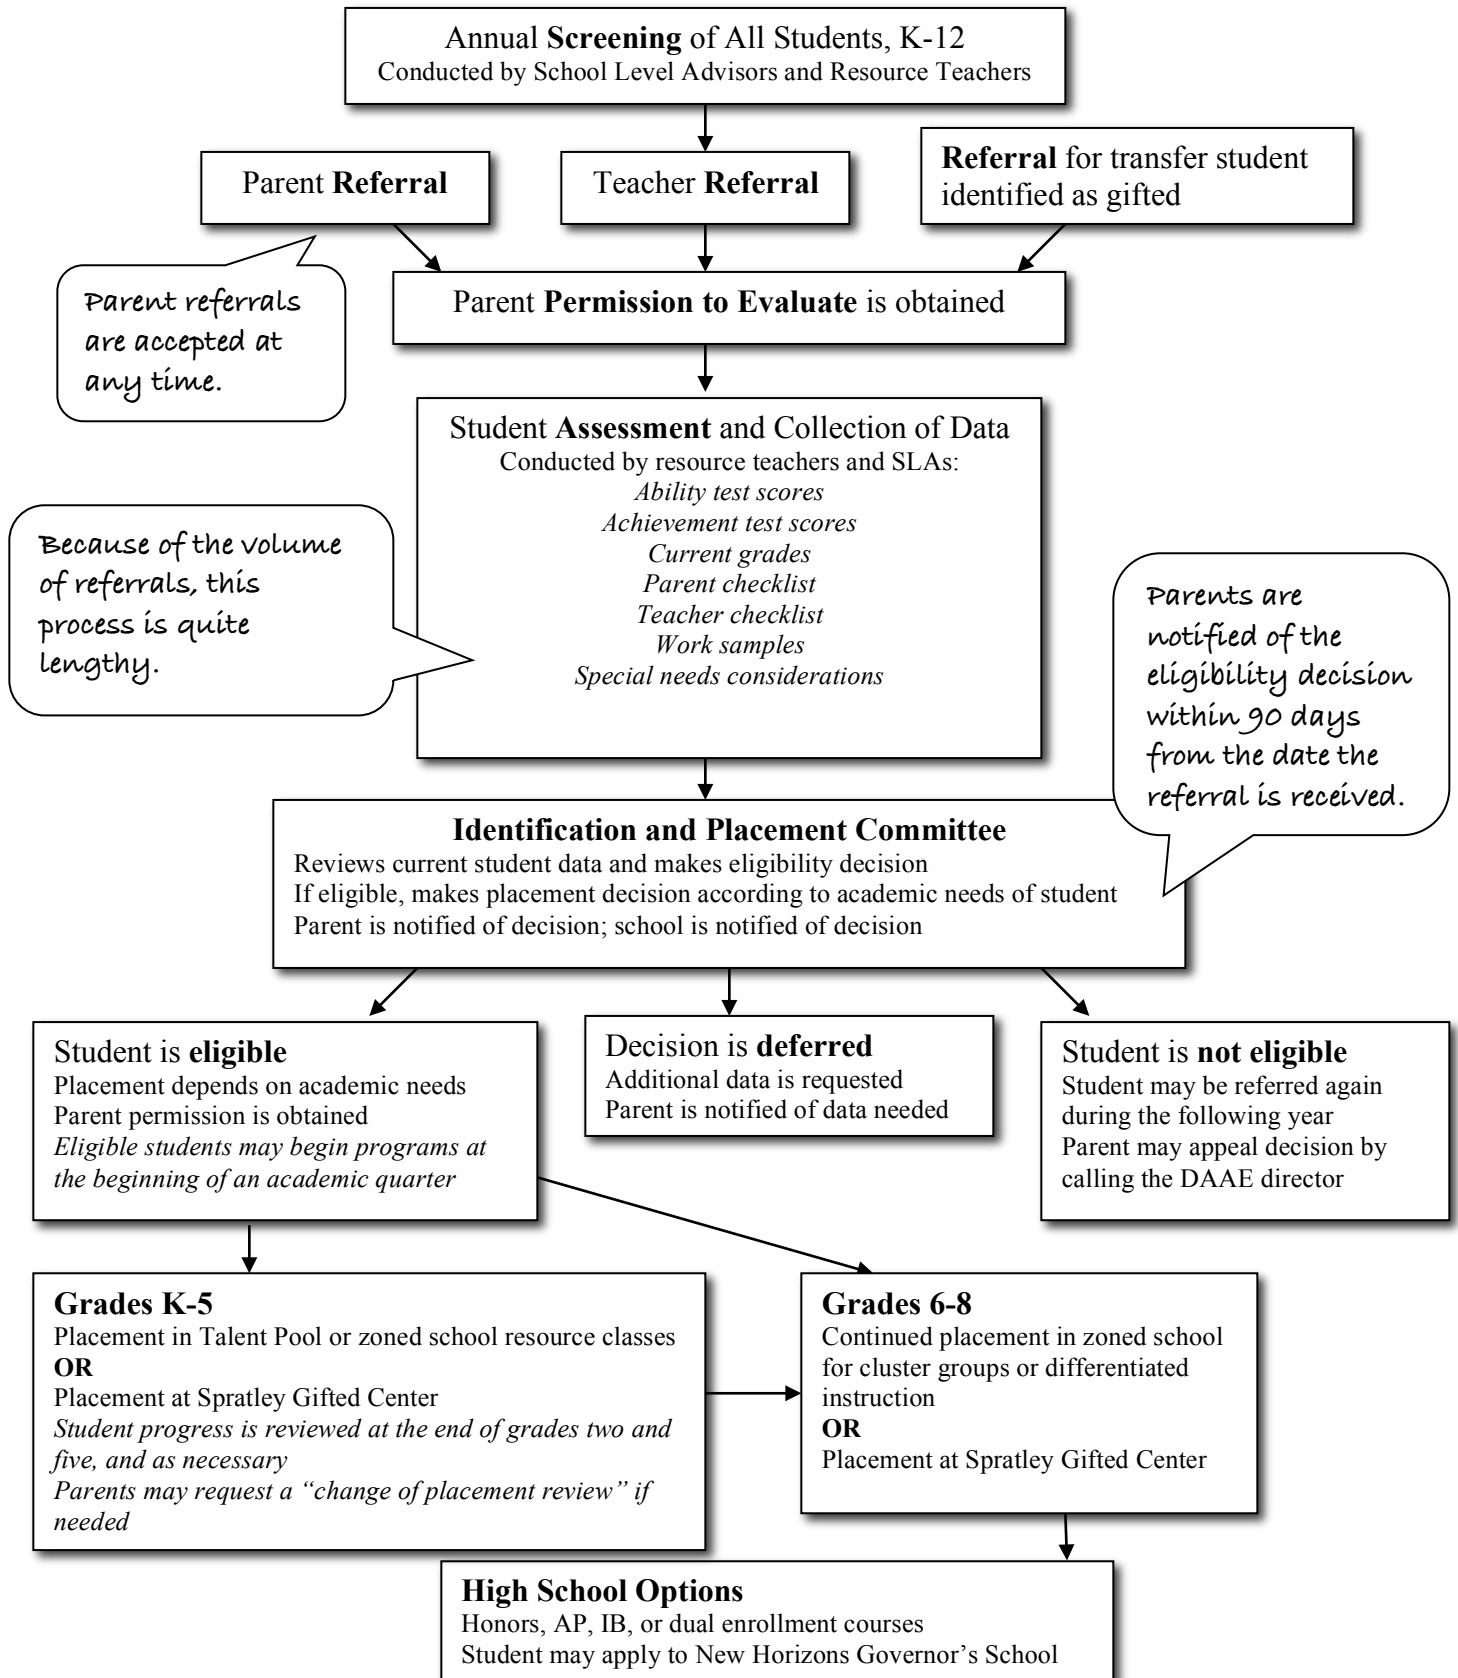 Annual Screening of All Students, K-12
Conducted by School Level Advisors and Resource Teachers
Parent Referral
Teacher Referral
Referral for transfer student
identified as gifted
Parent referrals
are accepted at
any time.
Parent Permission to Evaluate is obtained
Student Assessment and Collection of Data
Conducted by resource teachers and SLAs:
Ability test scores
Achievement test scores
Current grades
Parent checklist
Teacher checklist
Work samples
Special needs considerations
Because of the volume
of referrals, this
process is quite
lengthy.
Parents are
notified of the
eligibility decision
within 90 days
from the date the
referral is received.
Identification and Placement Committee
Reviews current student data and makes eligibility decision
If eligible, makes placement decision according to academic needs of student
Parent is notified of decision; school is notified of decision
Student is eligible
Placement depends on academic needs
Parent permission is obtained
Eligible students may begin programs at
the beginning of an academic quarter
Decision is deferred
Additional data is requested
Parent is notified of data needed
Student is not eligible
Student may be referred again
during the following year
Parent may appeal decision by
calling the DAAE director
Grades K-5
Placement in Talent Pool or zoned school resource classes
OR
Placement at Spratley Gifted Center
Student progress is reviewed at the end of grades two and
five, and as necessary
Parents may request a “change of placement review” if
needed
Grades 6-8
Continued placement in zoned school
for cluster groups or differentiated
instruction
OR
Placement at Spratley Gifted Center
High School Options
Honors, AP, IB, or dual enrollment courses
Student may apply to New Horizons Governor’s School